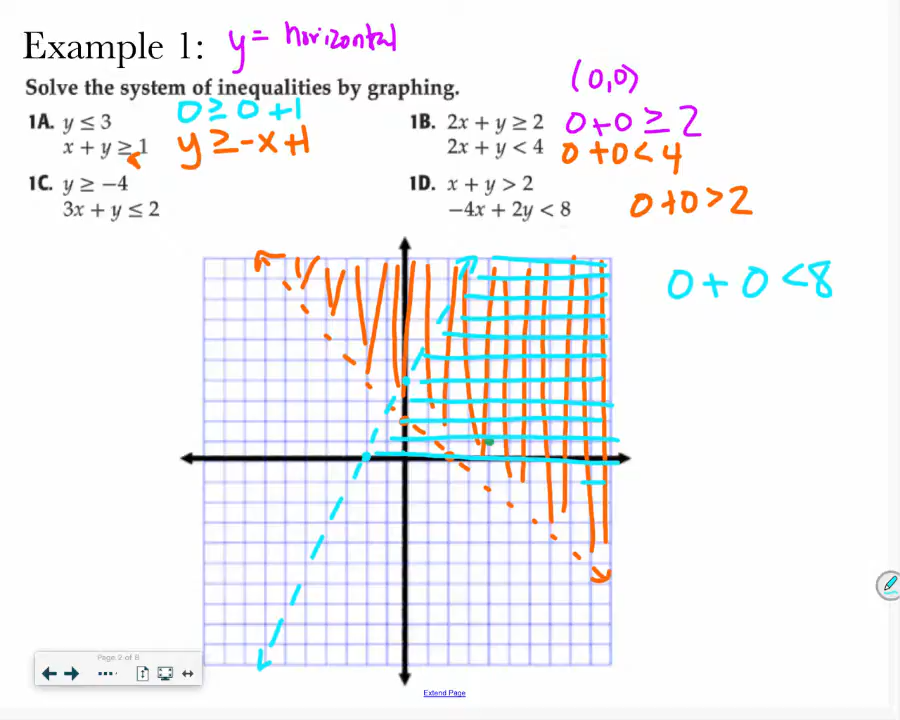 Example 1: y = horizontal
Solve the system of inequalities by graphing.
(0,0)
0 ≥ 0 +1
1A. y ≤ 3
x + y ≥ 1
y ≥ -x+1
1B. 2x + y ≥ 2
2x + y < 4
0+0 ≥ 2
0+0 < 4
1C. y ≥ −4
3x + y ≤ 2
1D. x + y > 2
−4x + 2y < 8
0+0 > 2
0 + 0 < 8
Page 2 of 8
Extend Page